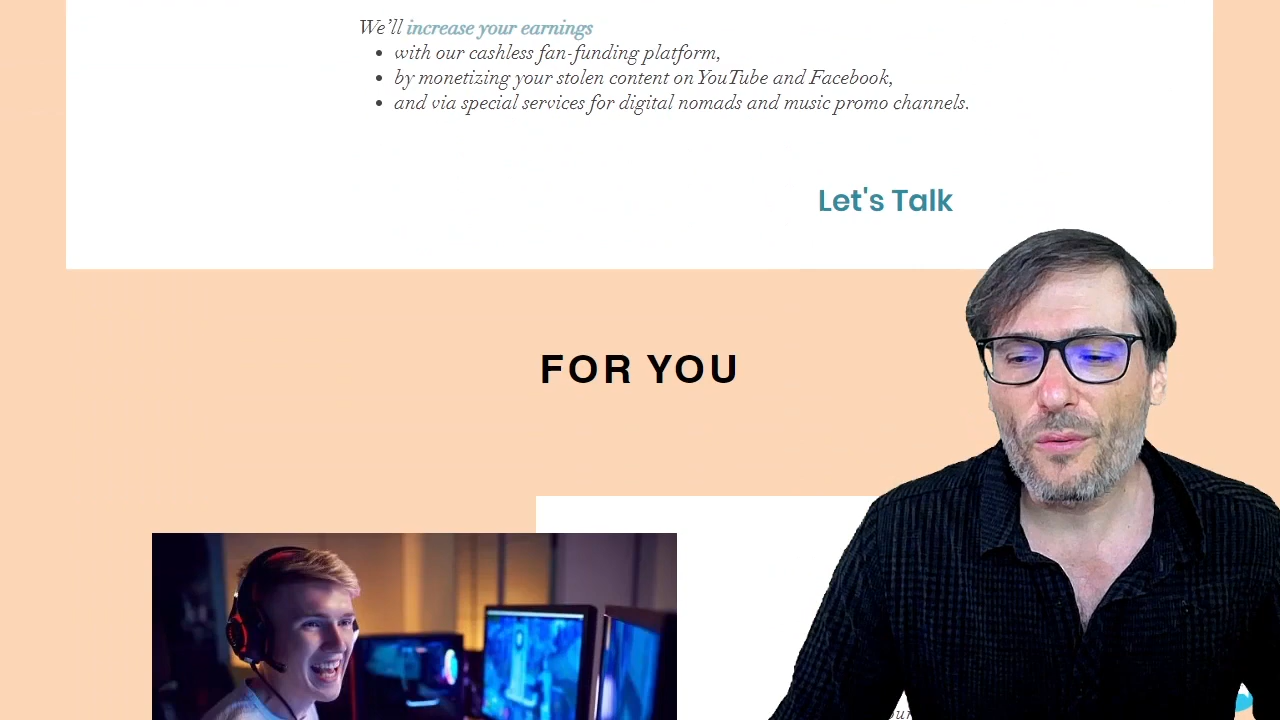 We'll increase your earnings
• with our cashless fan-funding platform,
• by monetizing your stolen content on YouTube and Facebook,
• and via special services for digital nomads and music promo channels.
Let's Talk
FOR YOU